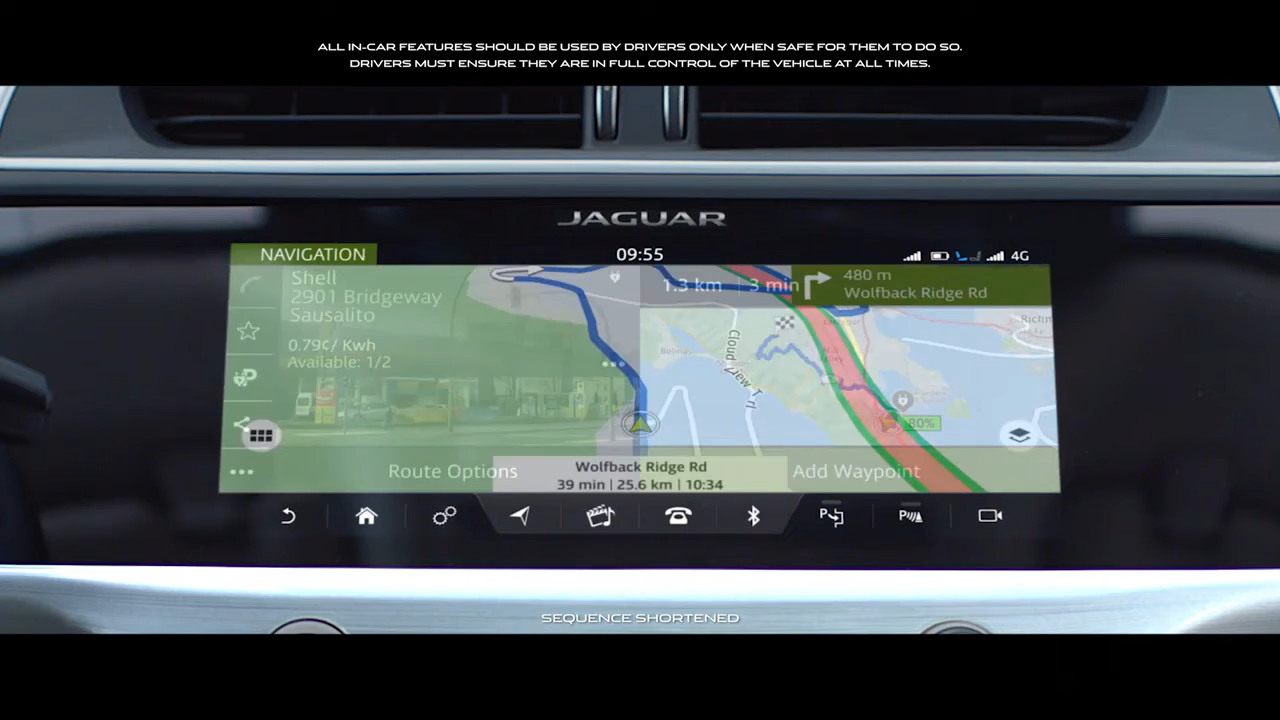 ALL IN-CAR FEATURES SHOULD BE USED BY DRIVERS ONLY WHEN SAFE FOR THEM TO DO SO.
DRIVERS MUST ENSURE THEY ARE IN FULL CONTROL OF THE VEHICLE AT ALL TIMES.
JAGUAR
NAVIGATION
09:55
4G
Shell
2901 Bridgeway
Sausalito
0.79¢/ Kwh
Available: 1/2
1.3 km | 3 min
480 m
Wolfback Ridge Rd
Cloud View Trl
80%
Route Options
Wolfback Ridge Rd
39 min | 25.6 km | 10:34
Add Waypoint
SEQUENCE SHORTENED